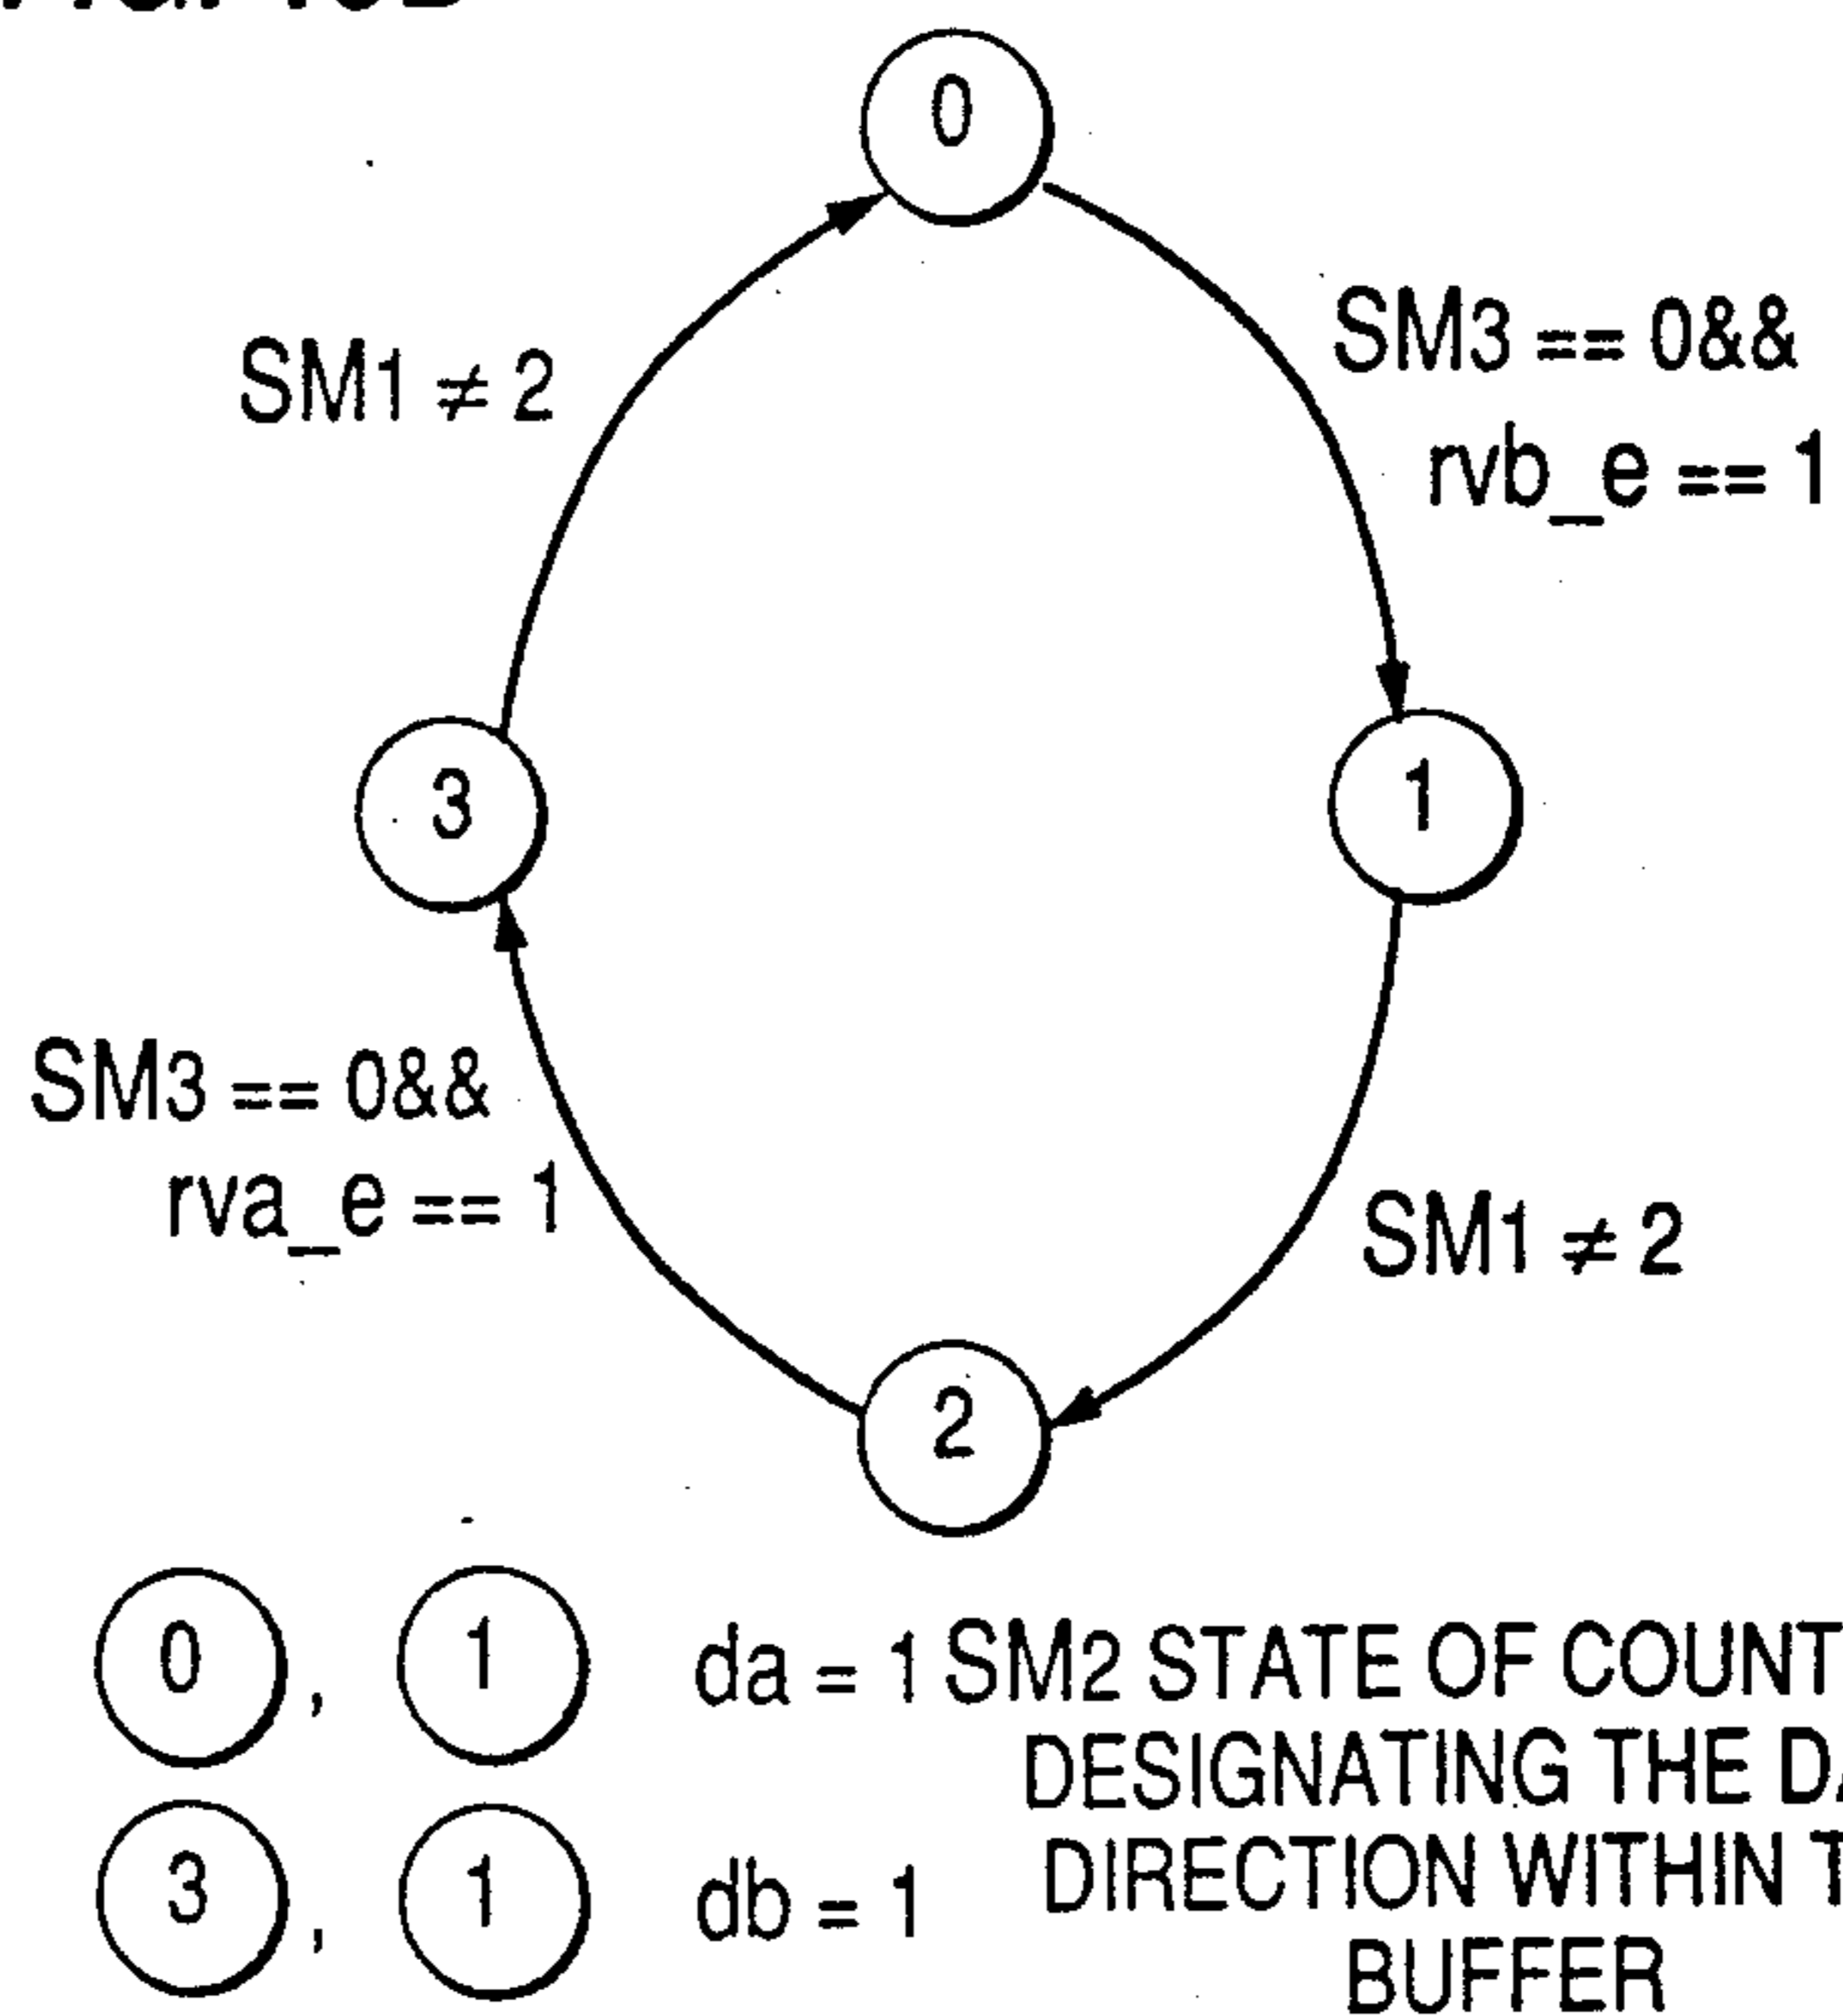 0
SM3 == 0&&
rvb_e == 1
SM1 ≠ 2
3
1
SM3 == 0&&
rva_e == 1
SM1 ≠ 2
2
0, 1 da = 1 SM2 STATE OF COUNT
DESIGNATING THE
3, 1 db = 1 DIRECTION WITHIN
BUFFER